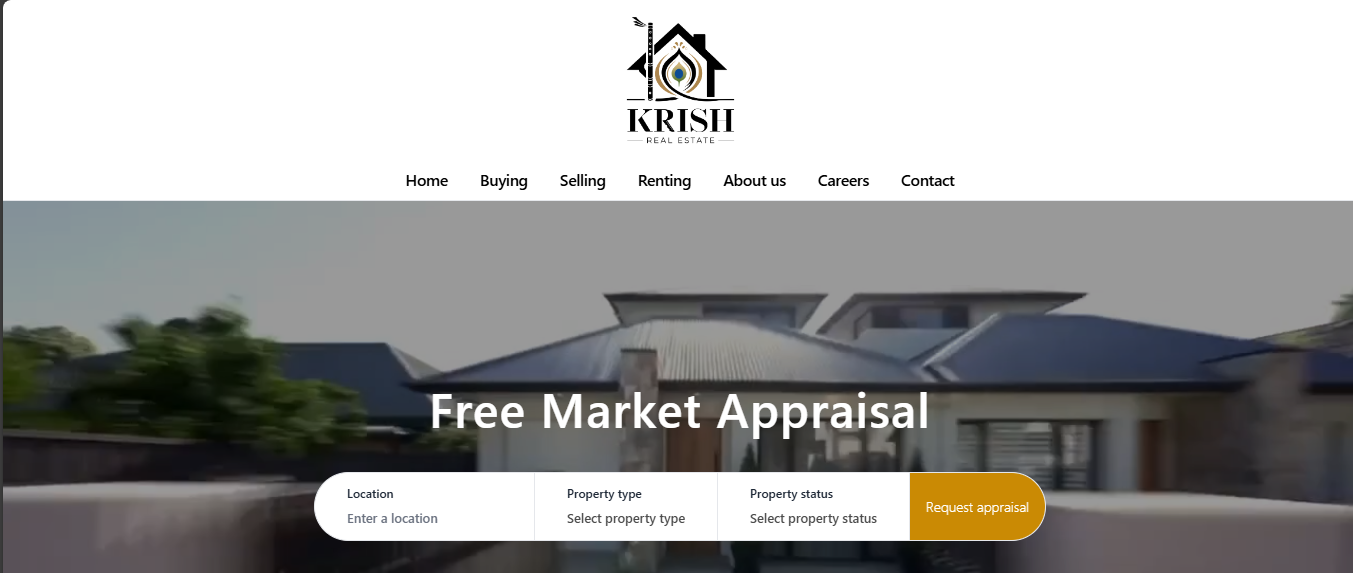 KRISH
REAL ESTATE
Home Buying Selling Renting About us Careers Contact
Free Market Appraisal
Location Property type Property status
Enter a location Select property type Select property status Request appraisal